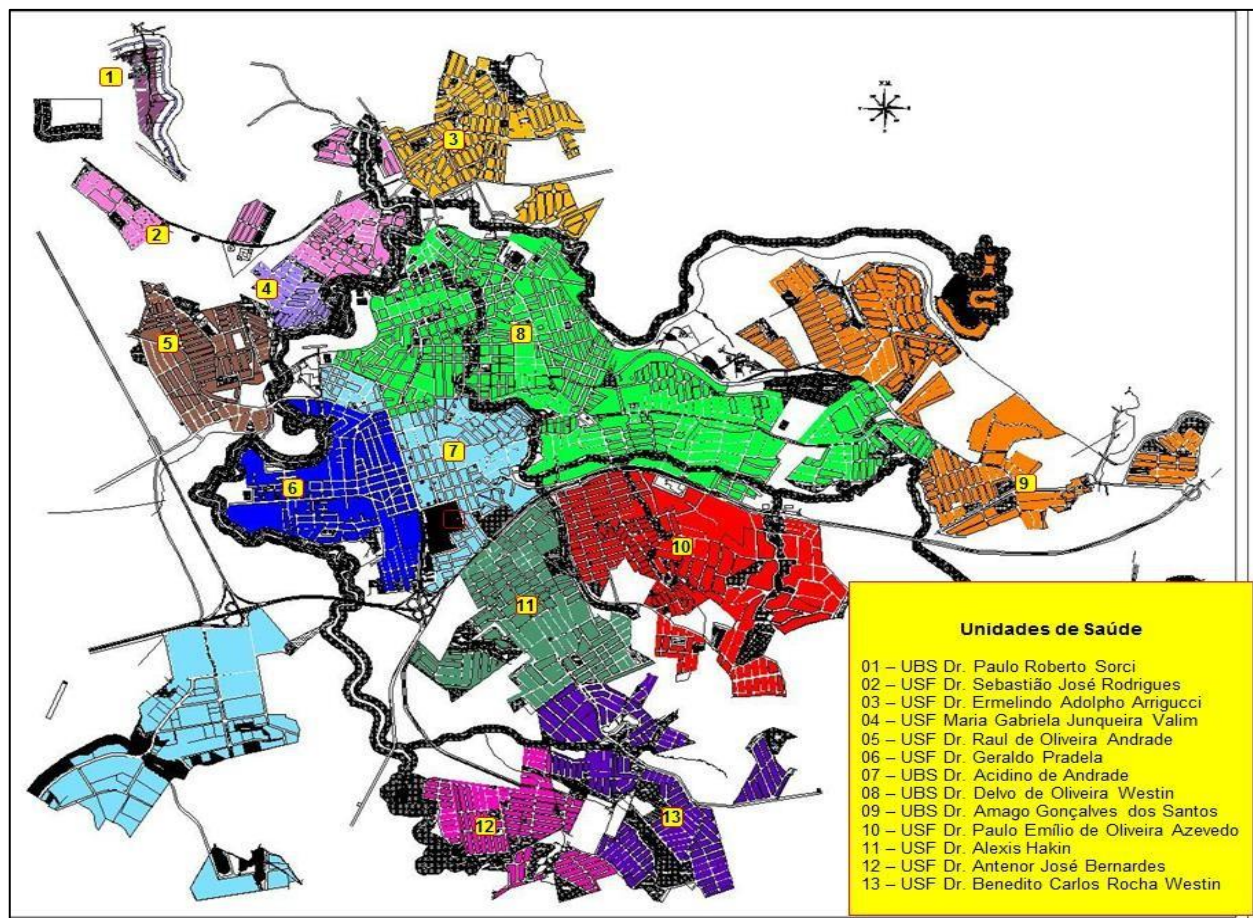 1
2
3
4
5
6
7
8
9
10
11
12
13
Unidades de Saúde
01 – UBS Dr. Paulo Roberto Sorci
02 – USF Dr. Sebastião José Rodrigues
03 – USF Dr. Ermelindo Adolpho Arrigucci
04 – USF Maria Gabriela Junqueira Valim
05 – USF Dr. Raul de Oliveira Andrade
06 – USF Dr. Geraldo Pradela
07 – UBS Dr. Acidino de Andrade
08 – UBS Dr. Delvo de Oliveira Westin
09 – UBS Dr. Amago Gonçalves dos Santos
10 – USF Dr. Paulo Emílio de Oliveira Azevedo
11 – USF Dr. Alexis Hakin
12 – USF Dr. Antenor José Bernardes
13 – USF Dr. Benedito Carlos Rocha Westin